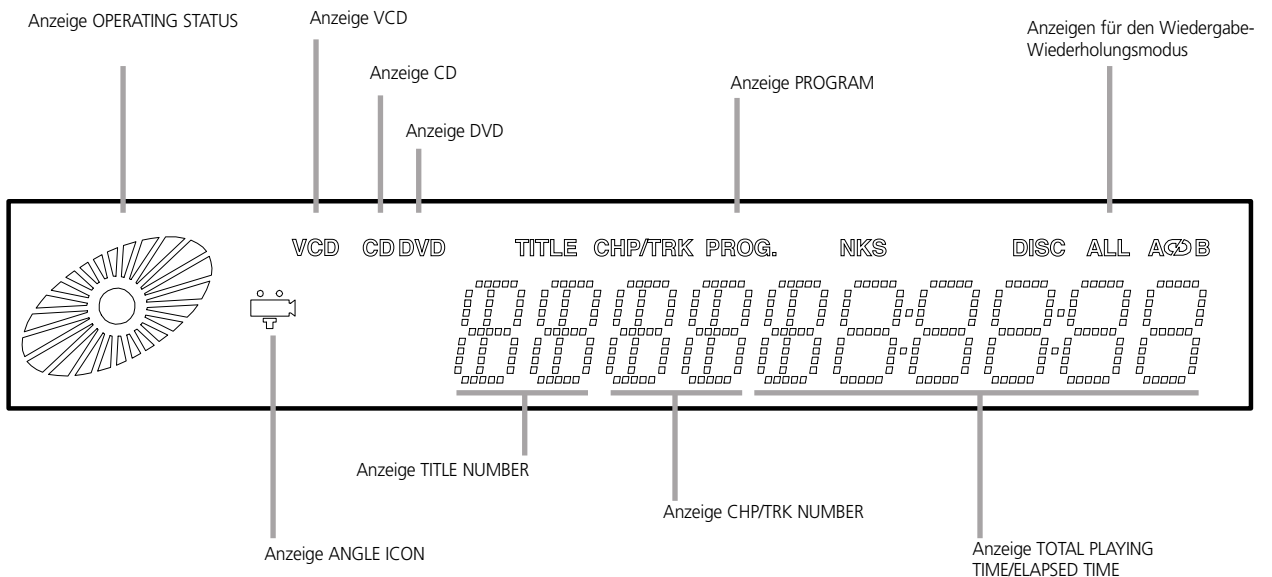 Anzeige OPERATING STATUS
Anzeige VCD
Anzeige CD
Anzeige DVD
Anzeige PROGRAM
Anzeigen für den Wiedergabe-
Wiederholungsmodus
VCD CD DVD TITLE CHP/TRK PROG. NKS DISC ALL A B
Anzeige TITLE NUMBER
Anzeige CHP/TRK NUMBER
Anzeige ANGLE ICON
Anzeige TOTAL PLAYING
TIME/ELAPSED TIME